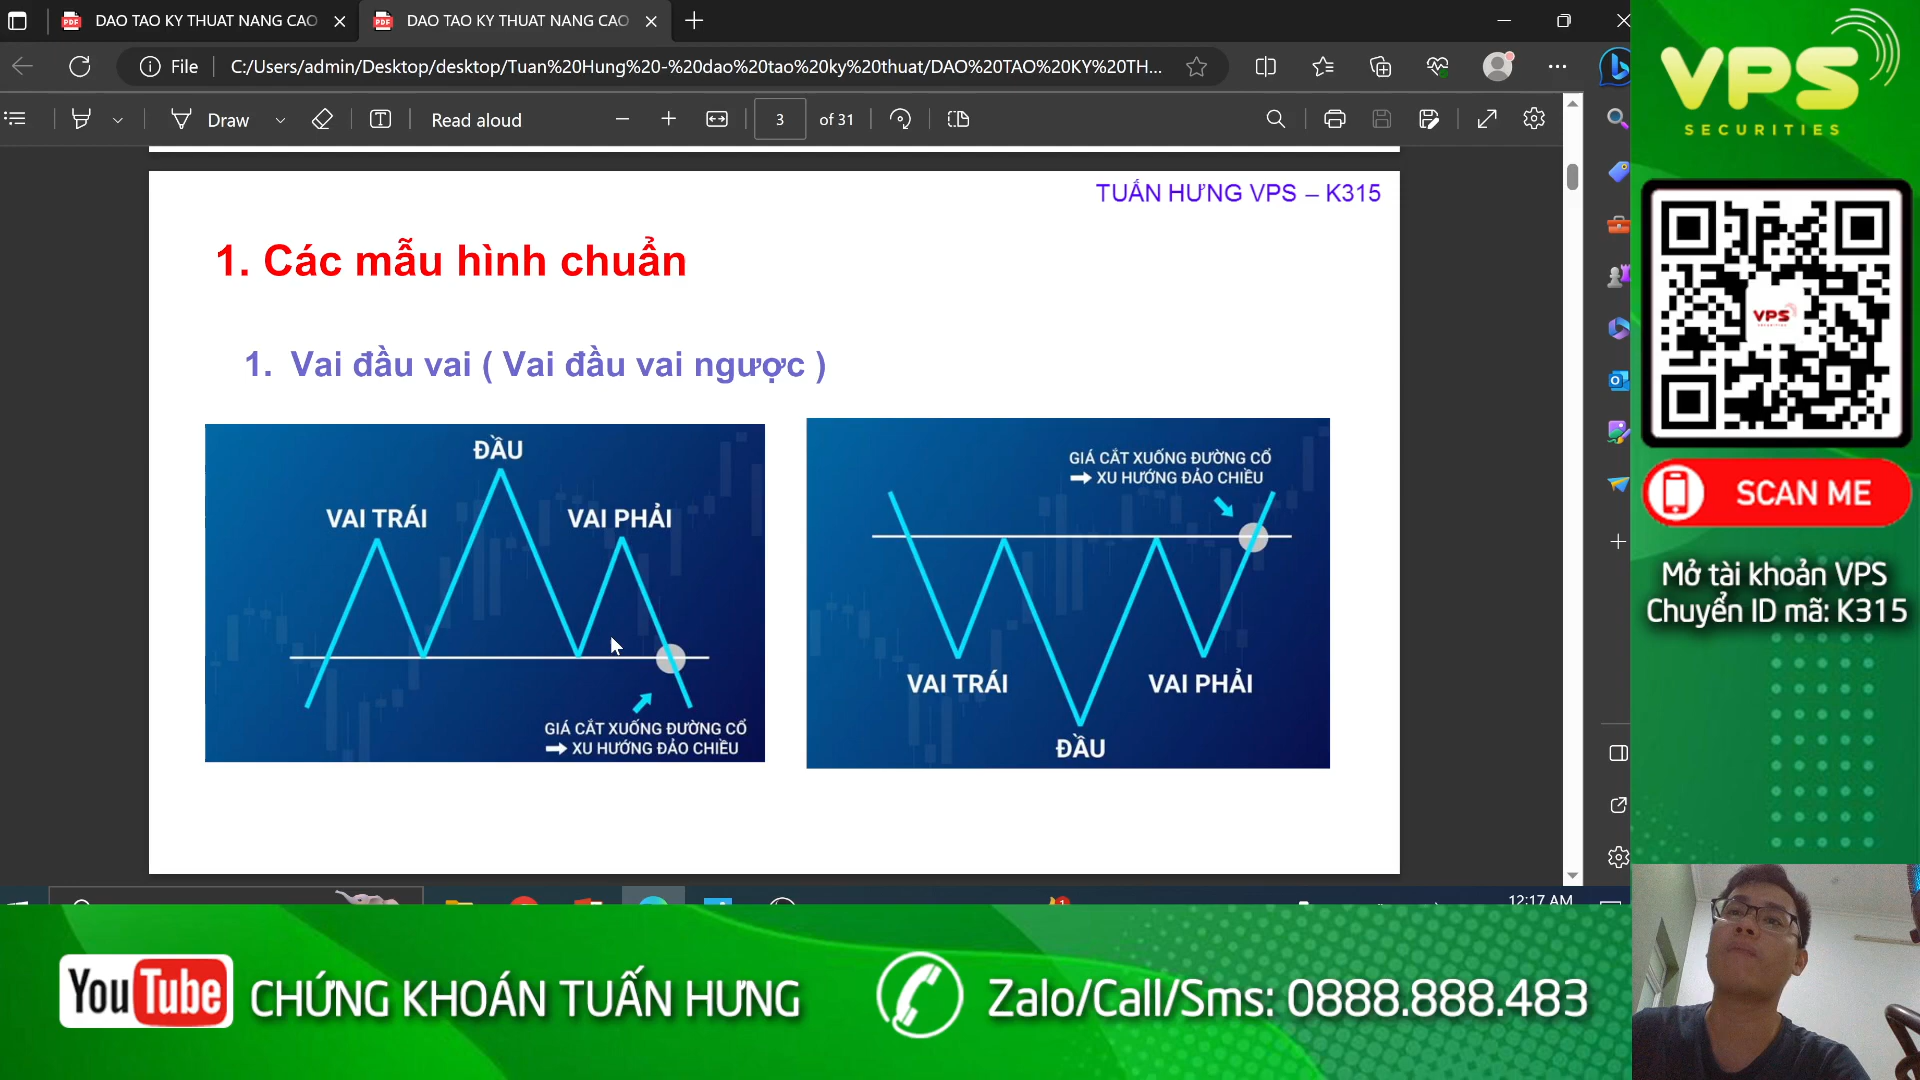 DAO TAO KY THUAT NANG CAO
DAO TAO KY THUAT NANG CAO
File
C:/Users/admin/Desktop/desktop/Tuan%20Hung%20-%20dao%20tao%20ky%20thuat/DAO%20TAO%20KY%20TH...
Draw
Read aloud
3
of 31
TUẤN HƯNG VPS – K315
1. Các mẫu hình chuẩn
1. Vai đầu vai ( Vai đầu vai ngược )
ĐẦU
VAI TRÁI
VAI PHẢI
GIÁ CẮT XUỐNG ĐƯỜNG CỔ
➡ XU HƯỚNG ĐẢO CHIỀU
GIÁ CẮT XUỐNG ĐƯỜNG CỔ
➡ XU HƯỚNG ĐẢO CHIỀU
VAI TRÁI
VAI PHẢI
ĐẦU
12:17 AM
VPS
SECURITIES
VPS
SCAN ME
Mở tài khoản VPS
Chuyển ID mã: K315
YouTube
CHỨNG KHOÁN TUẤN HƯNG
Zalo/Call/Sms: 0888.888.483